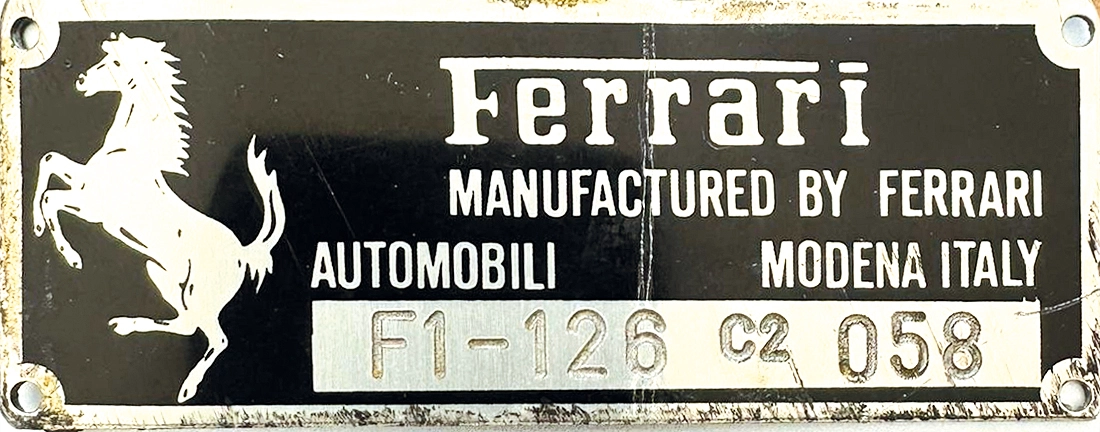 Ferrari
MANUFACTURED BY FERRARI
AUTOMOBILI MODENA ITALY
F1-126 C2 058